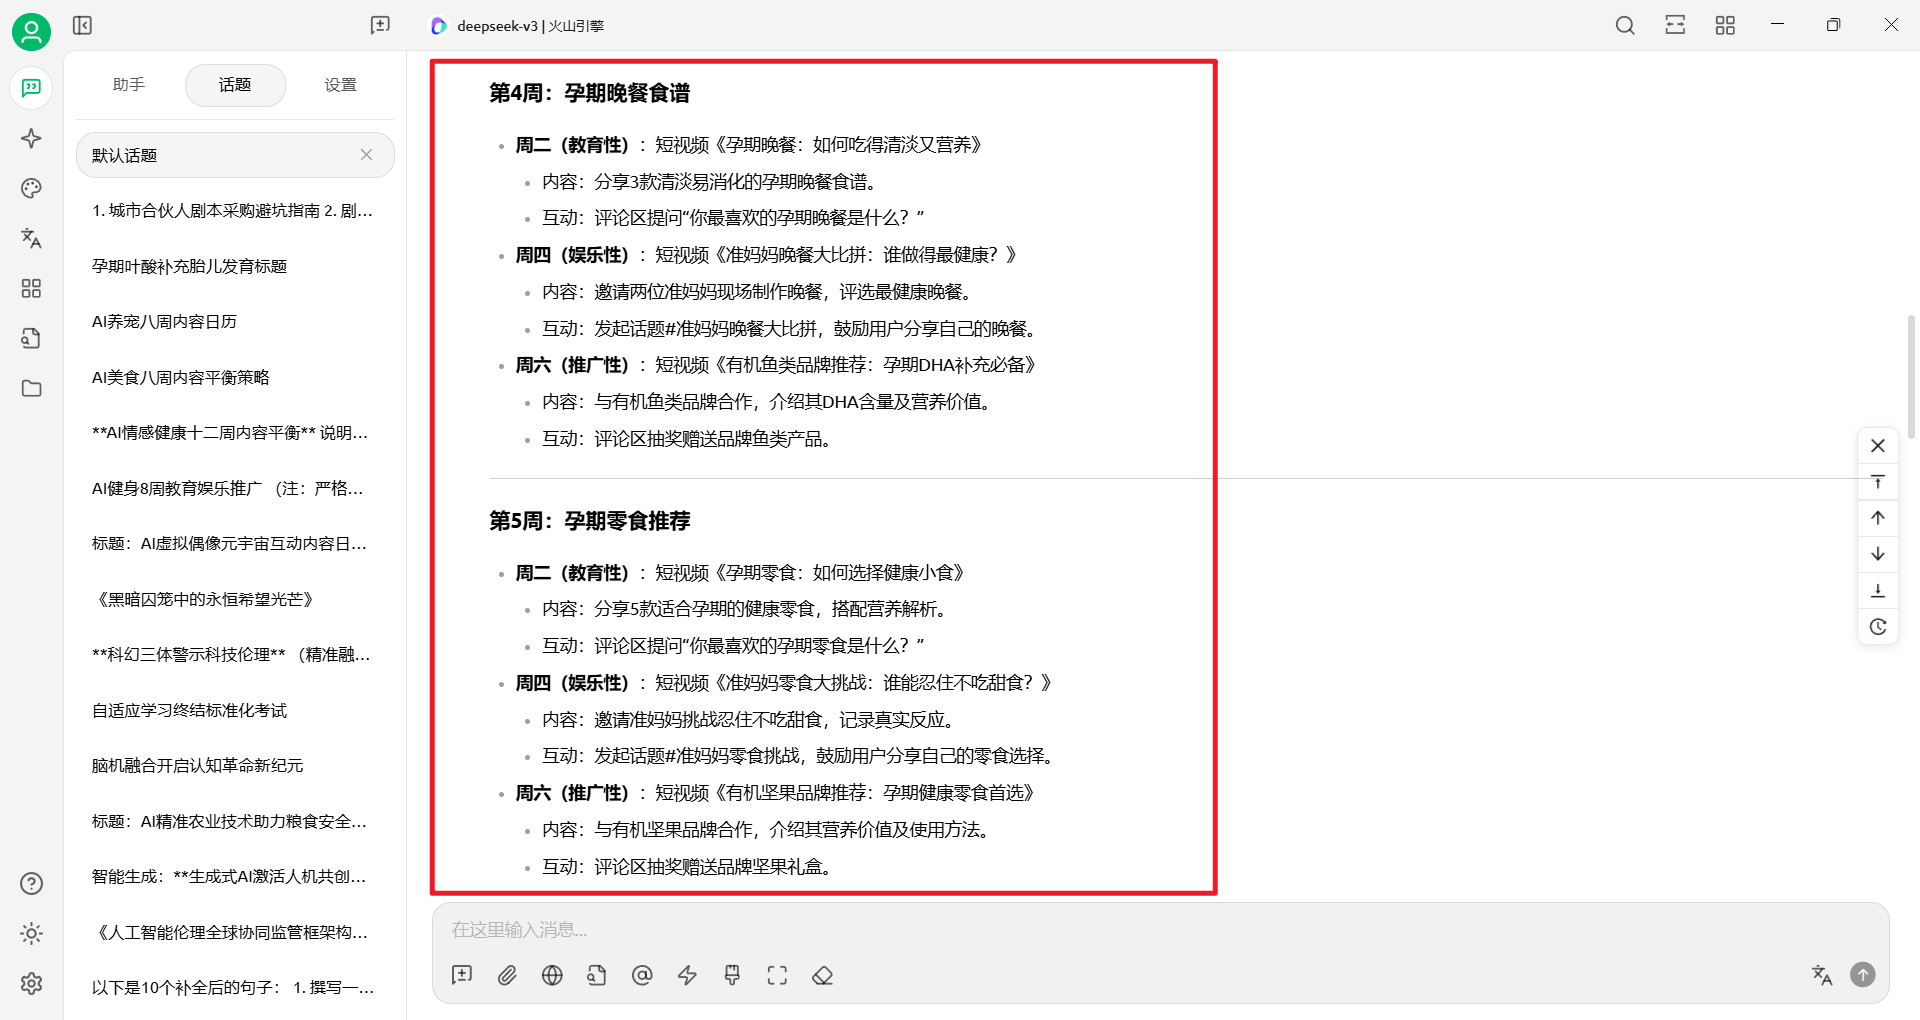 deepseek-v3 | 火山引擎
助手
话题
设置
默认话题
1. 城市合伙人剧本采购避坑指南 2. 剧...
孕期叶酸补充胎儿发育标题
AI养宠八周内容日历
AI美食八周内容平衡策略
**AI情感健康十二周内容平衡** 说明...
AI健身8周教育娱乐推广 （注：严格...
标题：AI虚拟偶像元宇宙互动内容日...
《黑暗囚笼中的永恒希望光芒》
**科幻三体警示科技伦理** （精准融...
自适应学习终结标准化考试
脑机融合开启认知革命新纪元
标题：AI精准农业技术助力粮食安全...
智能生成：**生成式AI激活人机共创...
《人工智能伦理全球协同监管框架构...
以下是10个补全后的句子： 1. 撰写一...
第4周：孕期晚餐食谱
周二（教育性）：短视频《孕期晚餐：如何吃得清淡又营养》
内容：分享3款清淡易消化的孕期晚餐食谱。
互动：评论区提问“你最喜欢的孕期晚餐是什么？”
周四（娱乐性）：短视频《准妈妈晚餐大比拼：谁做得最健康？》
内容：邀请两位准妈妈现场制作晚餐，评选最健康晚餐。
互动：发起话题#准妈妈晚餐大比拼，鼓励用户分享自己的晚餐。
周六（推广性）：短视频《有机鱼类品牌推荐：孕期DHA补充必备》
内容：与有机鱼类品牌合作，介绍其DHA含量及营养价值。
互动：评论区抽奖赠送品牌鱼类产品。
第5周：孕期零食推荐
周二（教育性）：短视频《孕期零食：如何选择健康小食》
内容：分享5款适合孕期的健康零食，搭配营养解析。
互动：评论区提问“你最喜欢的孕期零食是什么？”
周四（娱乐性）：短视频《准妈妈零食大挑战：谁能忍住不吃甜食？》
内容：邀请准妈妈挑战忍住不吃甜食，记录真实反应。
互动：发起话题#准妈妈零食挑战，鼓励用户分享自己的零食选择。
周六（推广性）：短视频《有机坚果品牌推荐：孕期健康零食首选》
内容：与有机坚果品牌合作，介绍其营养价值及使用方法。
互动：评论区抽奖赠送品牌坚果礼盒。
在这里输入消息...